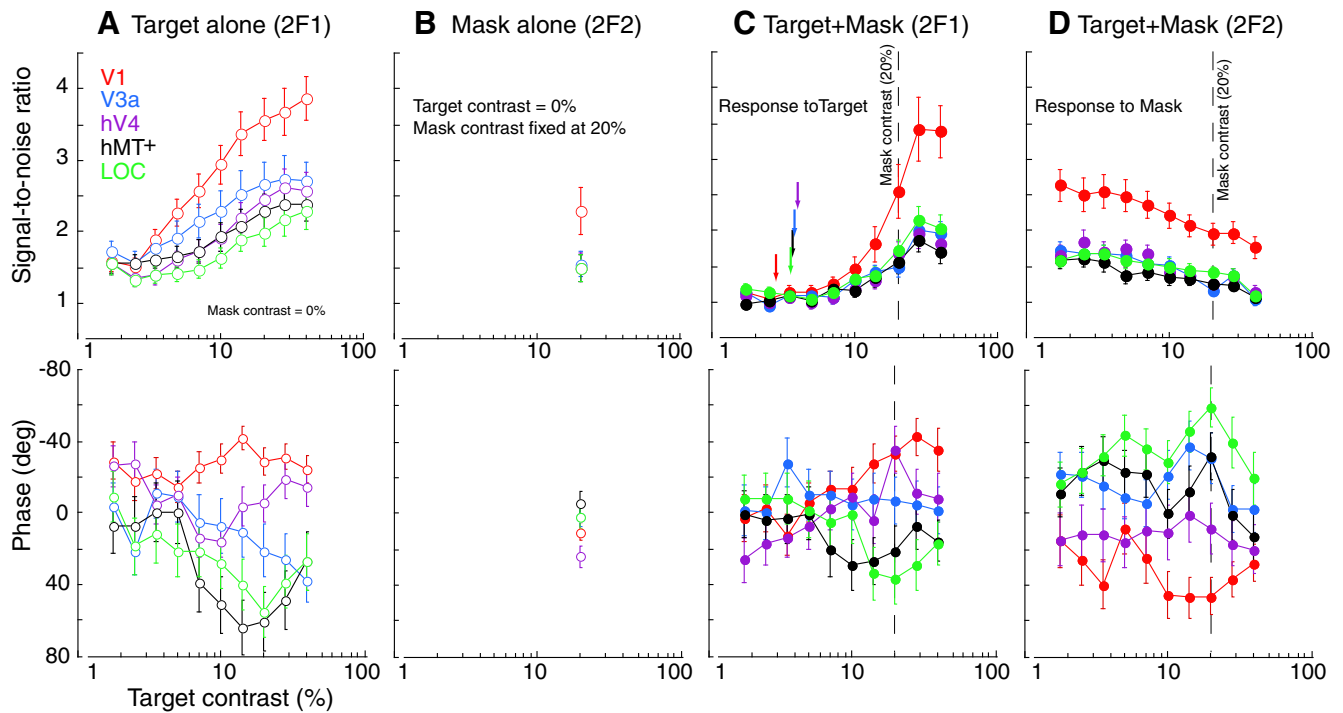 A Target alone (2F1)
B Mask alone (2F2)
C Target+Mask (2F1)
D Target+Mask (2F2)
Signal-to-noise ratio
4
3
2
1
V1
V3a
hV4
hMT+
LOC
Mask contrast = 0%
1 10 100
Target contrast = 0%
Mask contrast fixed at 20%
1 10 100
Response toTarget
Mask contrast (20%)
1 10 100
Response to Mask
Mask contrast (20%)
1 10 100
Phase (deg)
-80
-40
0
40
80
1 10 100
1 10 100
1 10 100
1 10 100
Target contrast (%)